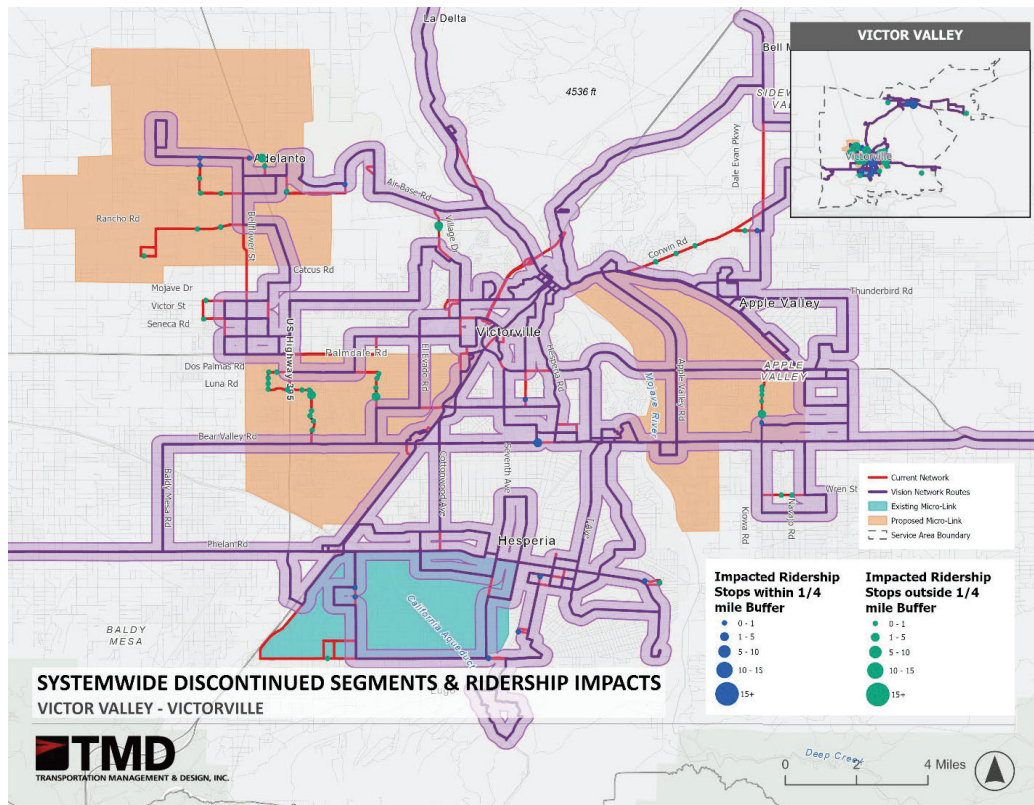 La Delta
Bell M
VICTOR VALLEY
Victorville
4536 ft
SIDEW
VAL
Dale Evan Pkwy
Adelanto
Air-Base Rd
Rancho Rd
Bellflower St
Village D
Corwin Rd
Catcus Rd
Mojave Dr
Victor St
Seneca Rd
Thunderbird Rd
Apple Valley
US Highway 395
Victorville
Palmdale Rd
El Evado Rd
Hesperia Rd
Dos Palmas Rd
Luna Rd
Mojave River
Apple Valley Rd
APPLE
VALLEY
Bear Valley Rd
Baldy Mesa Rd
Cottonwood Ave
Seventh Ave
Wren St
Kiowa Rd
Navajo Rd
Current Network
Vision Network Routes
Existing Micro-Link
Proposed Micro-Link
Service Area Boundary
Phelan Rd
Hesperia
California Aqueduct
BALDY
MESA
Impacted Ridership
Stops within 1/4
mile Buffer
0 - 1
1 - 5
5 - 10
10 - 15
15+
Impacted Ridership
Stops outside 1/4
mile Buffer
0 - 1
1 - 5
5 - 10
10 - 15
15+
SYSTEMWIDE DISCONTINUED SEGMENTS & RIDERSHIP IMPACTS
VICTOR VALLEY - VICTORVILLE
TMD
TRANSPORTATION MANAGEMENT & DESIGN, INC.
Deep Creek
0 2 4 Miles